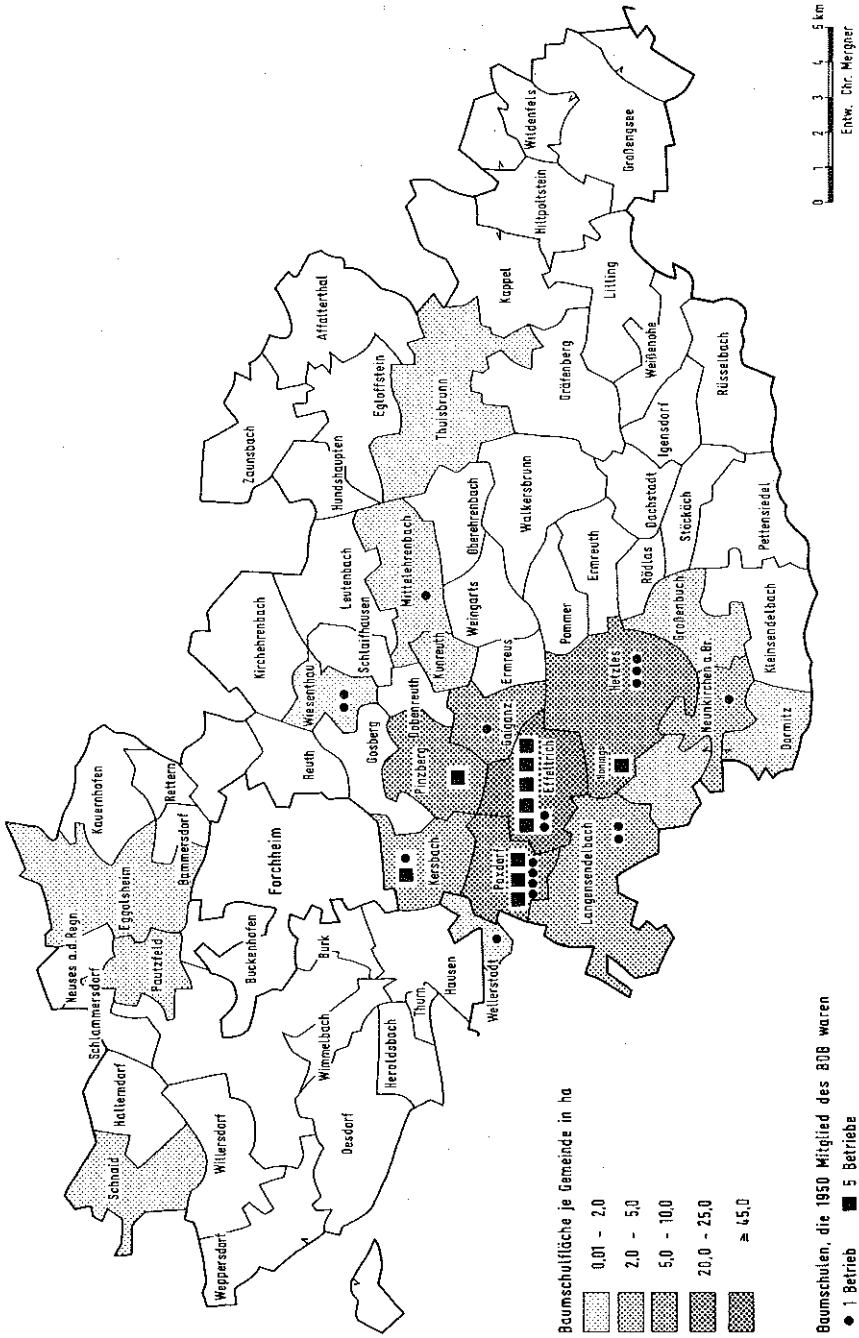 Neuses a.d. Regn.
Kauernhofen
Schlammersdorf
Eggolsheim
Rettern
Hallerndorf
Pautzfeld
Bammersdorf
Schnaid
Willersdorf
Buckenhofen
Forchheim
Weppersdorf
Burk
Wimmelbach
Oesdorf
Heroldsbach
Thurn
Hausen
Wellerstadt
Kersbach
Poxdorf
Reuth
Gosberg
Pinzberg
Effeltrich
Langensendelbach
Kirchehrenbach
Wiesenthau
Schlaifhausen
Dobenreuth
Gaiganz
Leutenbach
Mittelehrenbach
Kunreuth
Ermreus
Hetzles
Neunkirchen a.Br.
Dormitz
Weingarts
Oberehrenbach
Pommer
Ermreuth
Rödlas
Großenbuch
Kleinsendelbach
Zaunsbach
Hundshaupten
Affalterthal
Egloffstein
Thuisbrunn
Walkersbrunn
Dachstadt
Stöckach
Pettensiedel
Gräfenberg
Igensdorf
Rüsselbach
Kappel
Lilling
Weißenohe
Hiltpoltstein
Wildenfels
Großengsee
Baumschulfläche je Gemeinde in ha
0,01 - 2,0
2,0 - 5,0
5,0 - 10,0
20,0 - 25,0
≥ 45,0
Baumschulen, die 1950 Mitglied des BDB waren
1 Betrieb
5 Betriebe
0 1 2 3 4 5 km
Entw. Chr. Mergner